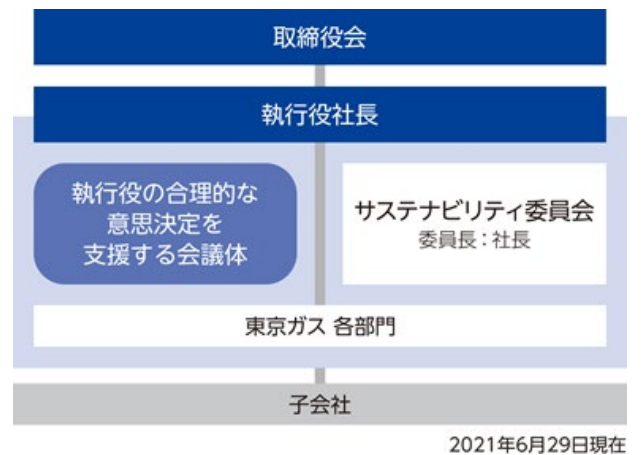 取締役会
執行役社長
執行役の合理的な
意思決定を
支援する会議体
サステナビリティ委員会
委員長：社長
東京ガス 各部門
子会社
2021年6月29日現在